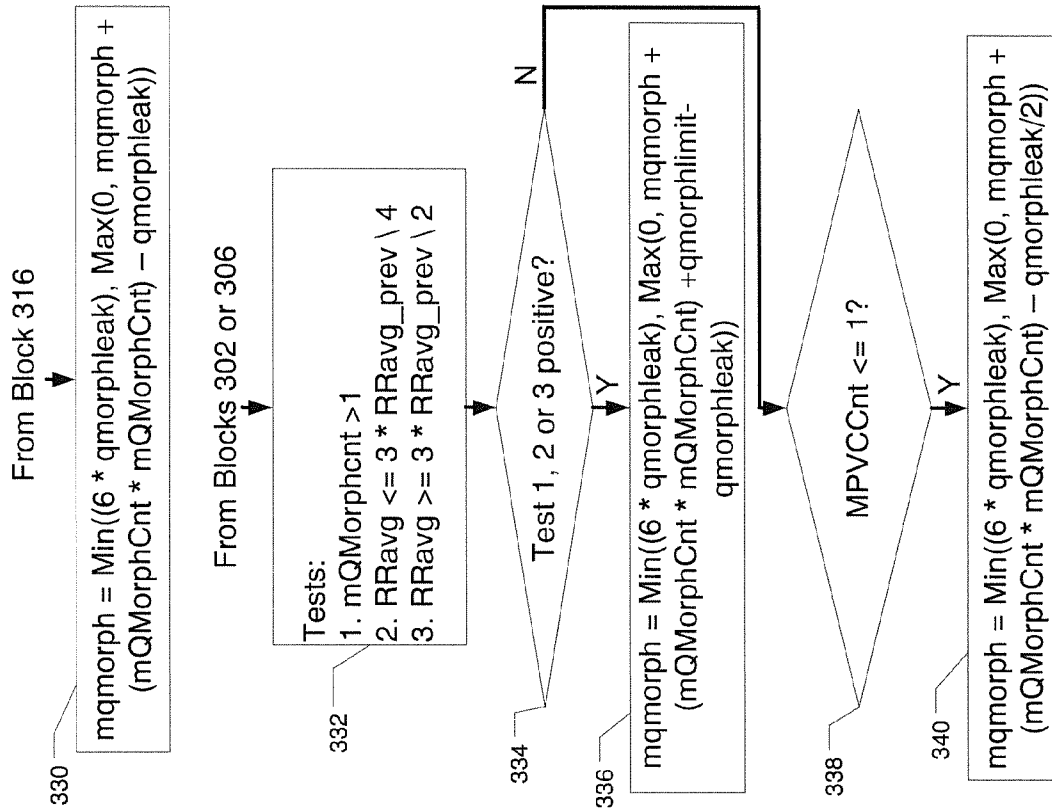 From Block 316
330
mqmorph = Min((6 * qmorphleak), Max(0, mqmorph +
(mQMorphCnt * mQMorphCnt) – qmorphleak))
From Blocks 302 or 306
332
Tests:
1. mQMorphcnt >1
2. RRavg <= 3 * RRavg_prev \ 4
3. RRavg >= 3 * RRavg_prev \ 2
334
Test 1, 2 or 3 positive?
N
Y
336
mqmorph = Min((6 * qmorphleak), Max(0, mqmorph +
(mQMorphCnt * mQMorphCnt) +qmorphlimit-
qmorphleak))
338
MPVCCnt <= 1?
Y
340
mqmorph = Min((6 * qmorphleak), Max(0, mqmorph +
(mQMorphCnt * mQMorphCnt) – qmorphleak/2))